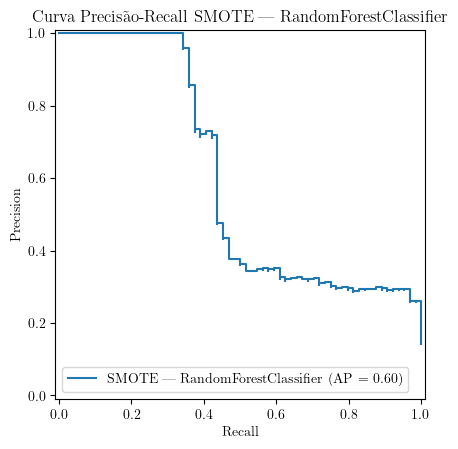 Curva Precisão-Recall SMOTE — RandomForestClassifier
1.0
0.8
0.6
0.4
0.2
0.0
Precision
SMOTE — RandomForestClassifier (AP = 0.60)
0.0 0.2 0.4 0.6 0.8 1.0
Recall